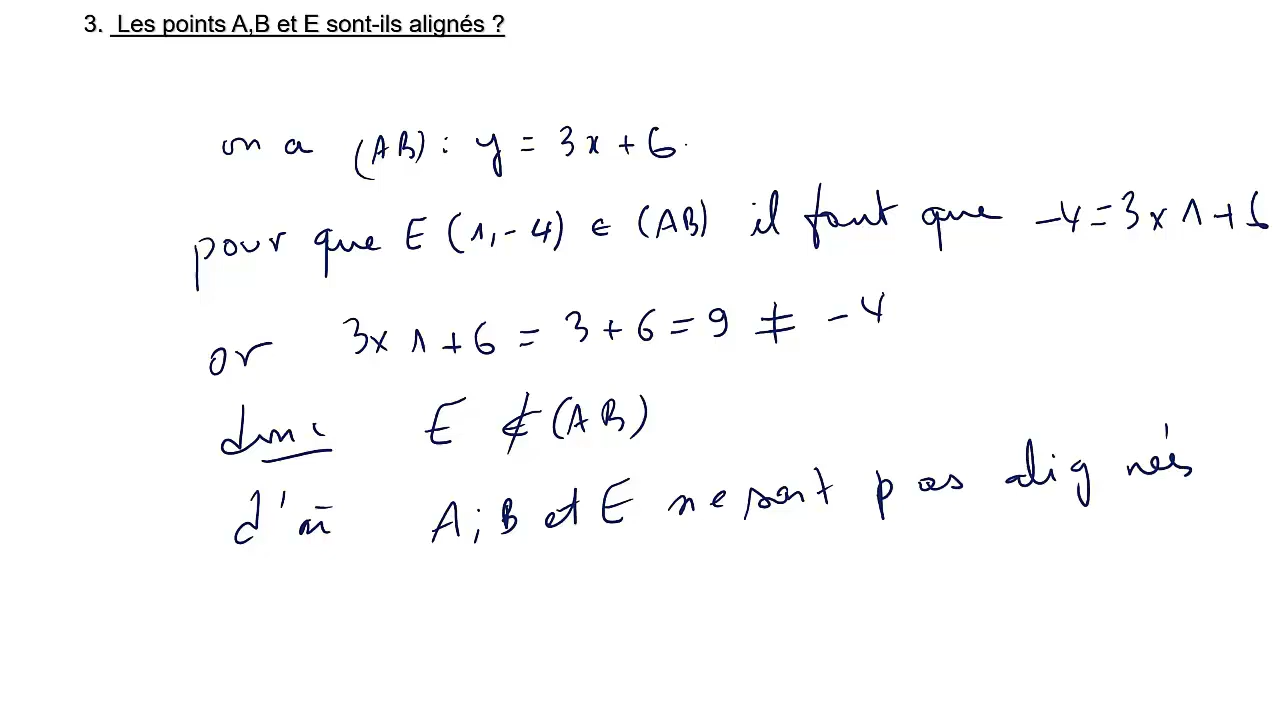 3. Les points A,B et E sont-ils alignés ?
on a (AB) : y = 3x + 6.
pour que E (1,-4) ∈ (AB) il faut que -4 = 3 × 1 + 6
or 3 × 1 + 6 = 3 + 6 = 9 ≠ -4
donc E ∉ (AB)
d'où A ; B et E ne sont pas alignés